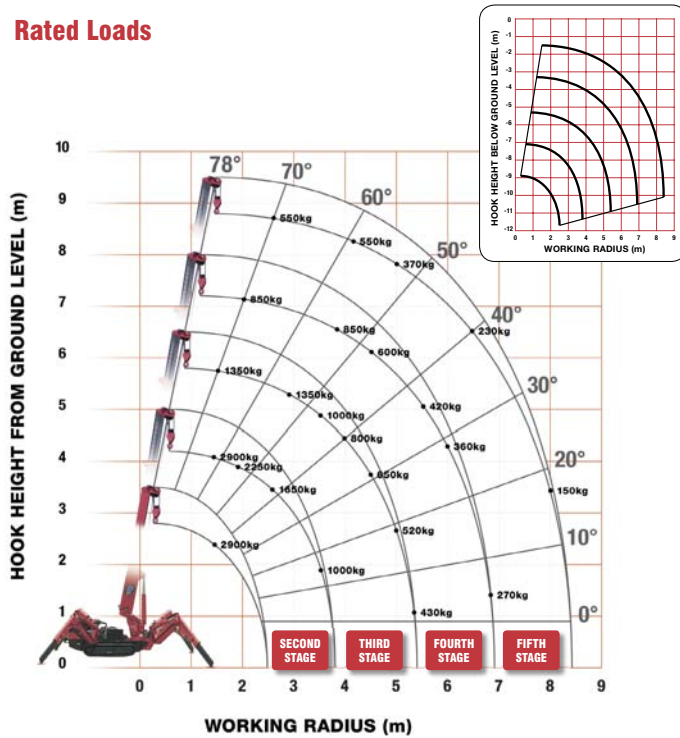 Rated Loads
HOOK HEIGHT BELOW GROUND LEVEL (m)
0
-1
-2
-3
-4
-5
-6
-7
-8
-9
-10
-11
-12
0 1 2 3 4 5 6 7 8 9
WORKING RADIUS (m)
HOOK HEIGHT FROM GROUND LEVEL (m)
10
9
8
7
6
5
4
3
2
1
0
78°
70°
60°
50°
40°
30°
20°
10°
0°
550kg
550kg
370kg
230kg
150kg
850kg
850kg
600kg
420kg
360kg
270kg
1350kg
1350kg
1000kg
800kg
650kg
520kg
430kg
2900kg
2250kg
1650kg
1000kg
2900kg
SECOND
STAGE
THIRD
STAGE
FOURTH
STAGE
FIFTH
STAGE
0 1 2 3 4 5 6 7 8 9
WORKING RADIUS (m)